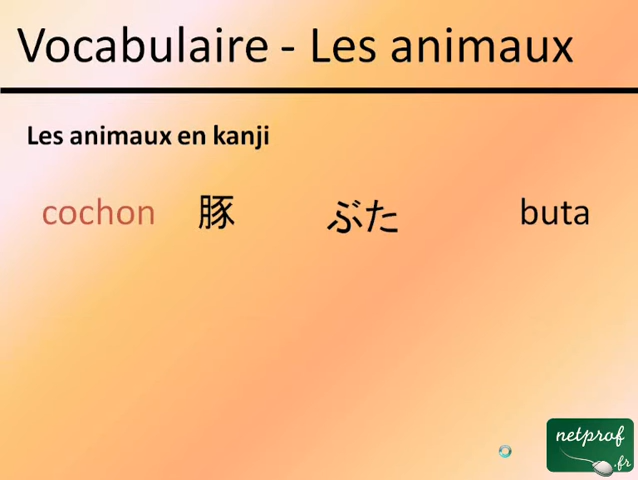 Vocabulaire - Les animaux
Les animaux en kanji
cochon 豚 ぶた buta
netprof
.fr